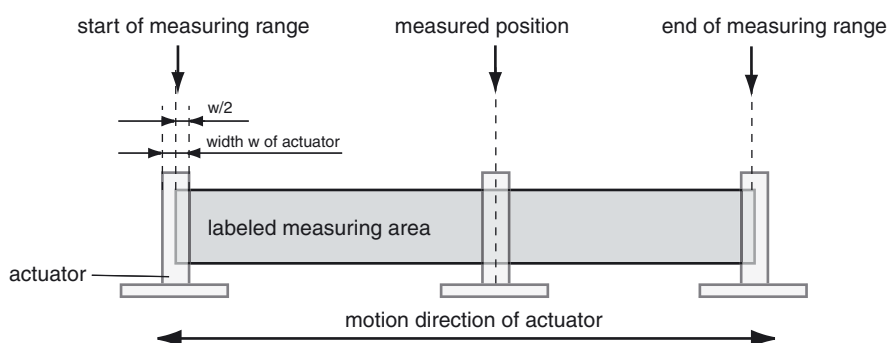 start of measuring range
measured position
end of measuring range
w/2
width w of actuator
labeled measuring area
actuator
motion direction of actuator